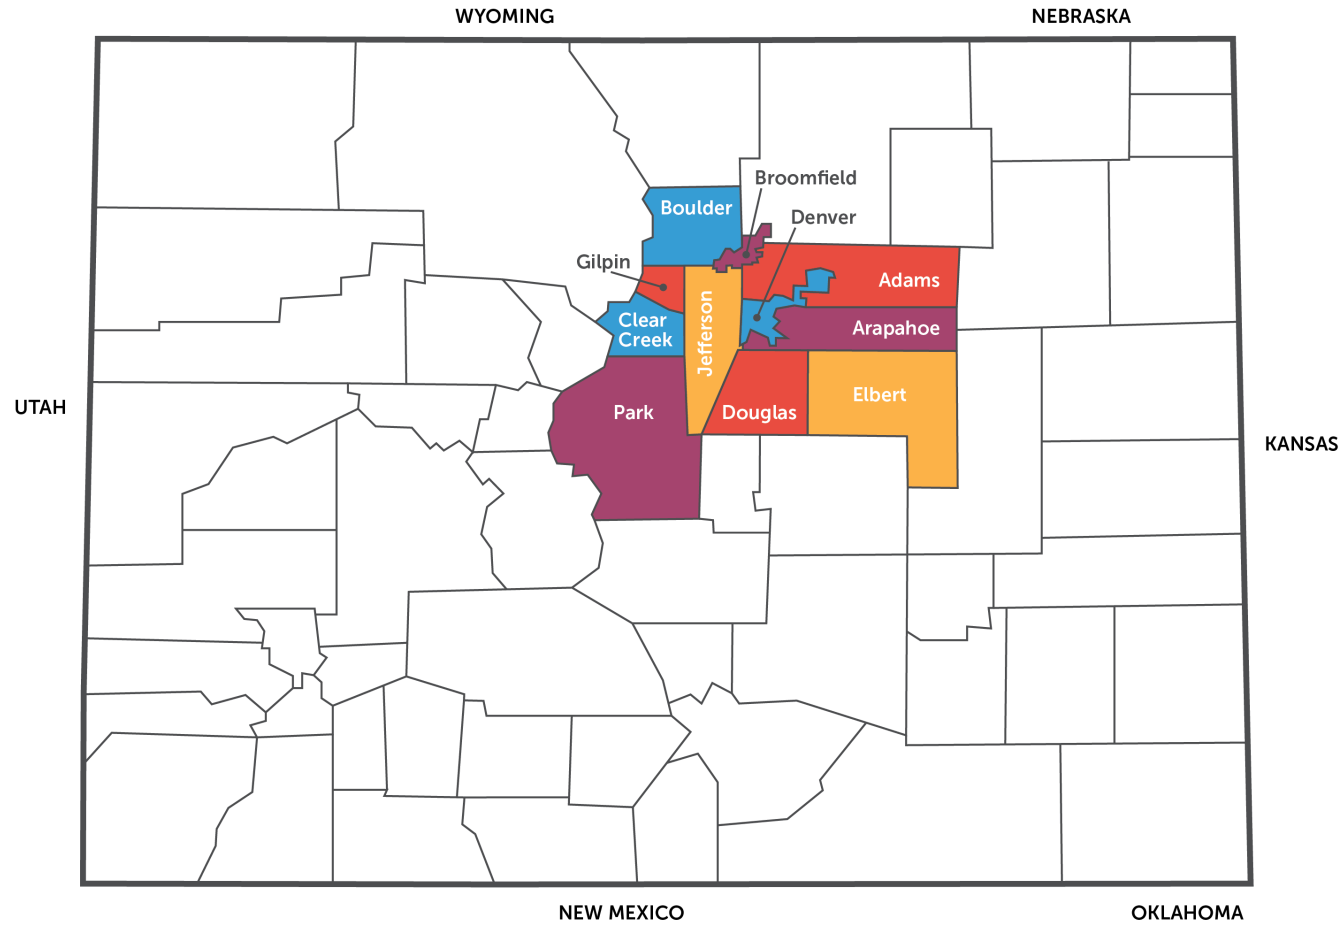 WYOMING
NEBRASKA
Broomfield
Boulder
Denver
Gilpin
Adams
Clear
Creek
Jefferson
Arapahoe
Elbert
UTAH
Park
Douglas
KANSAS
NEW MEXICO
OKLAHOMA